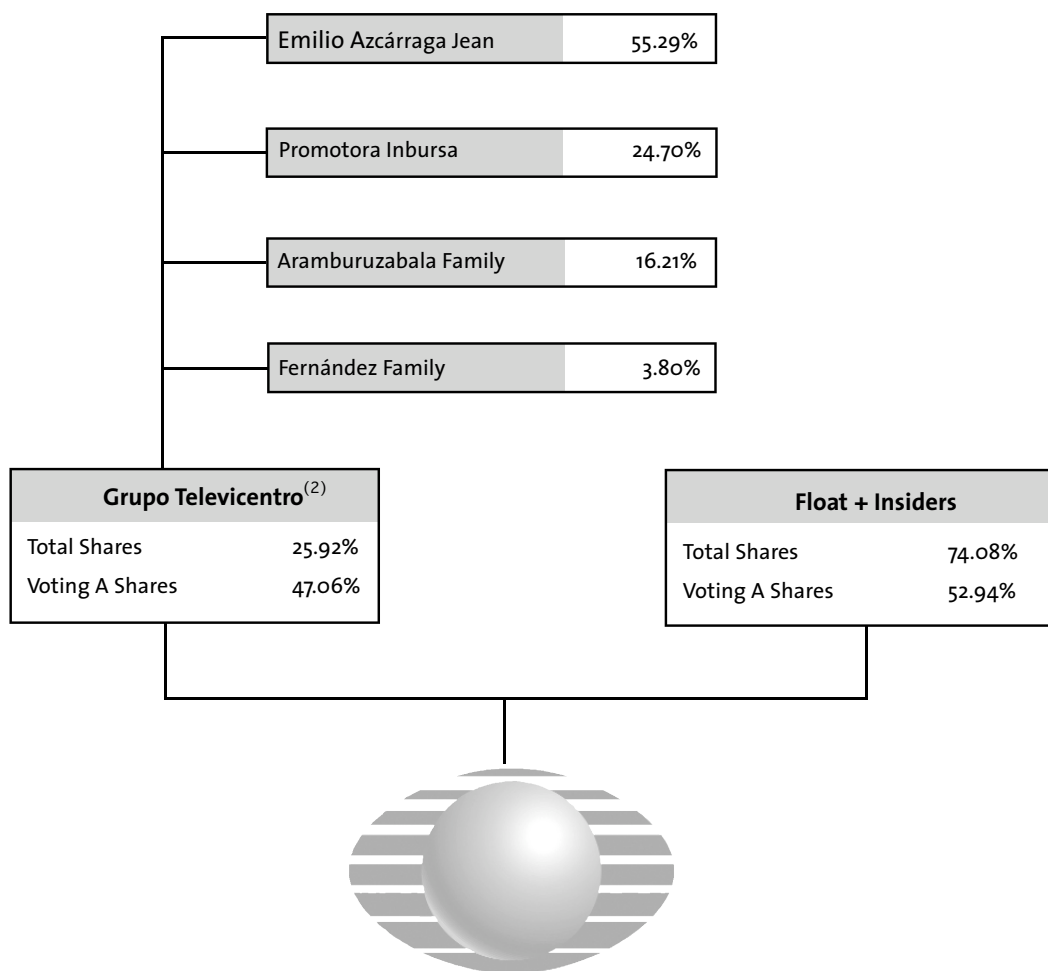 Emilio Azcárraga Jean 55.29%
Promotora Inbursa 24.70%
Aramburuzabala Family 16.21%
Fernández Family 3.80%
Grupo Televicentro(2)
Total Shares 25.92%
Voting A Shares 47.06%
Float + Insiders
Total Shares 74.08%
Voting A Shares 52.94%